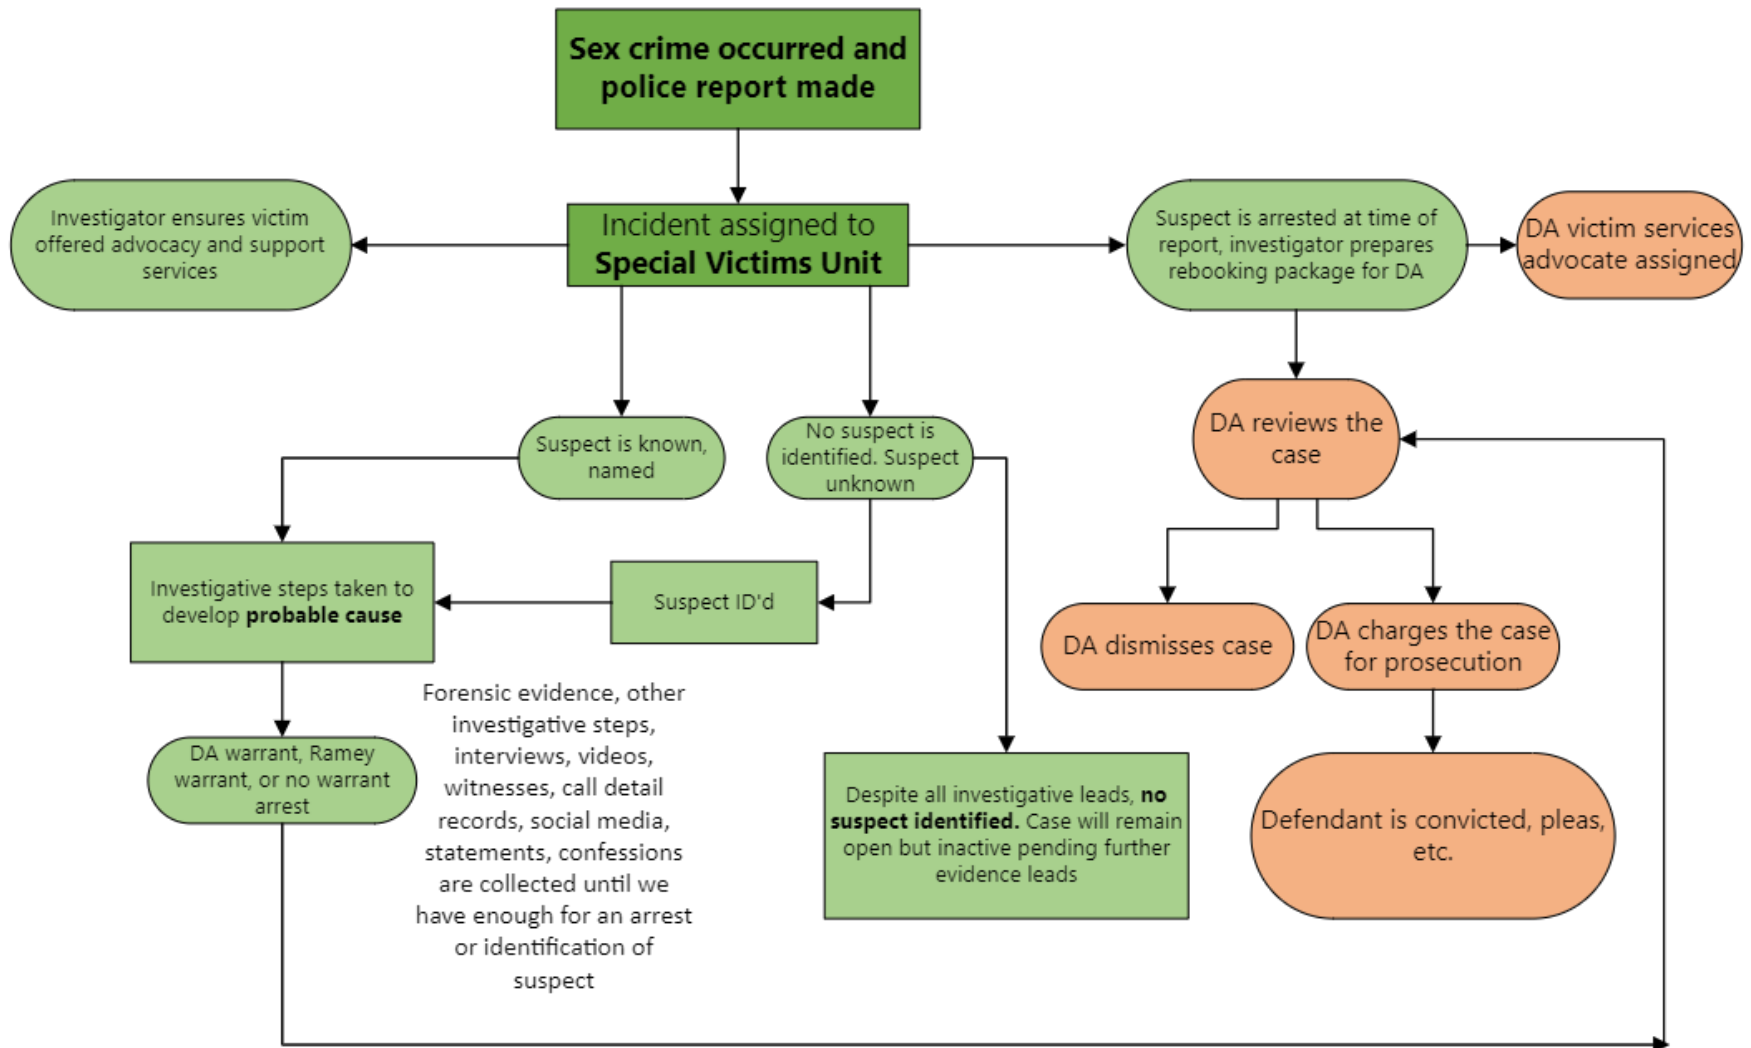 Sex crime occurred and
police report made
Investigator ensures victim
offered advocacy and support
services
Incident assigned to
Special Victims Unit
Suspect is arrested at time of
report, investigator prepares
rebooking package for DA
DA victim services
advocate assigned
Suspect is known,
named
No suspect is
identified. Suspect
unknown
DA reviews the
case
Investigative steps taken to
develop probable cause
Suspect ID'd
DA dismisses case
DA charges the case
for prosecution
Forensic evidence, other
investigative steps,
interviews, videos,
witnesses, call detail
records, social media,
statements, confessions
are collected until we
have enough for an arrest
or identification of
suspect
DA warrant, Ramey
warrant, or no warrant
arrest
Despite all investigative leads, no
suspect identified. Case will remain
open but inactive pending further
evidence leads
Defendant is convicted, pleas,
etc.